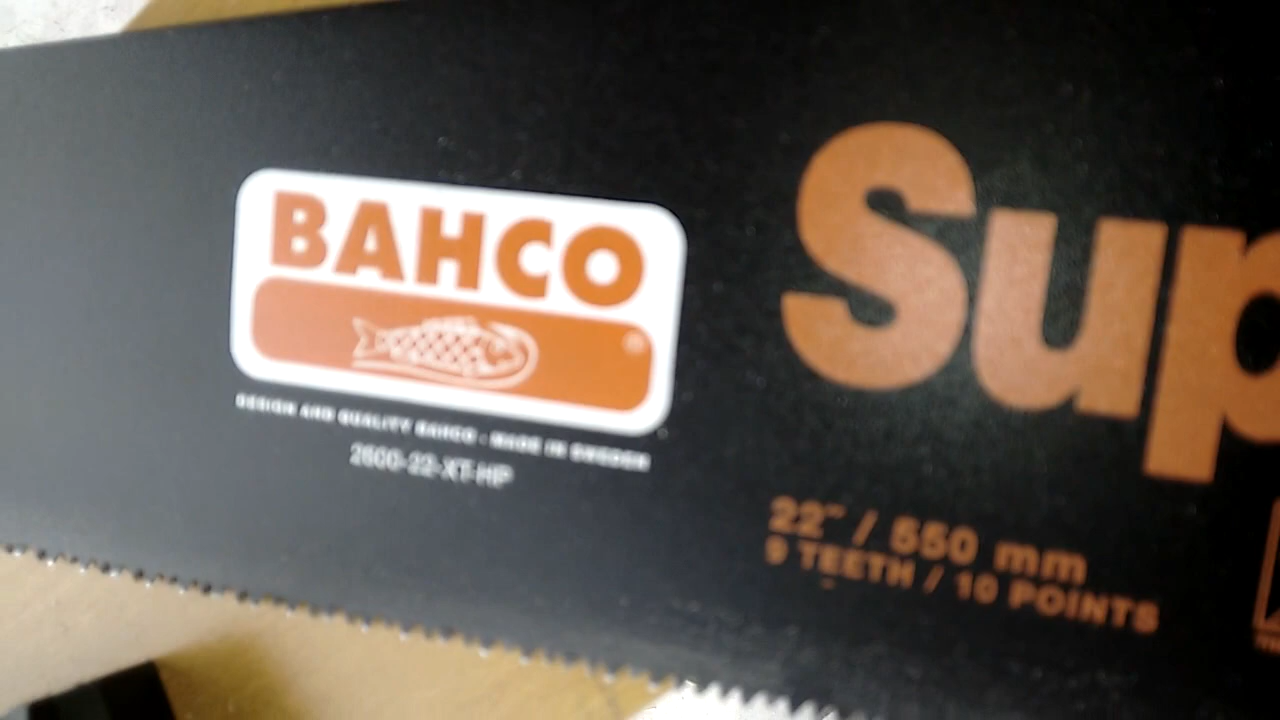 BAHCO
DESIGN AND QUALITY BAHCO - MADE IN SWEDEN
2600-22-XT-HP
Sup
22" / 550 mm
9 TEETH / 10 POINTS